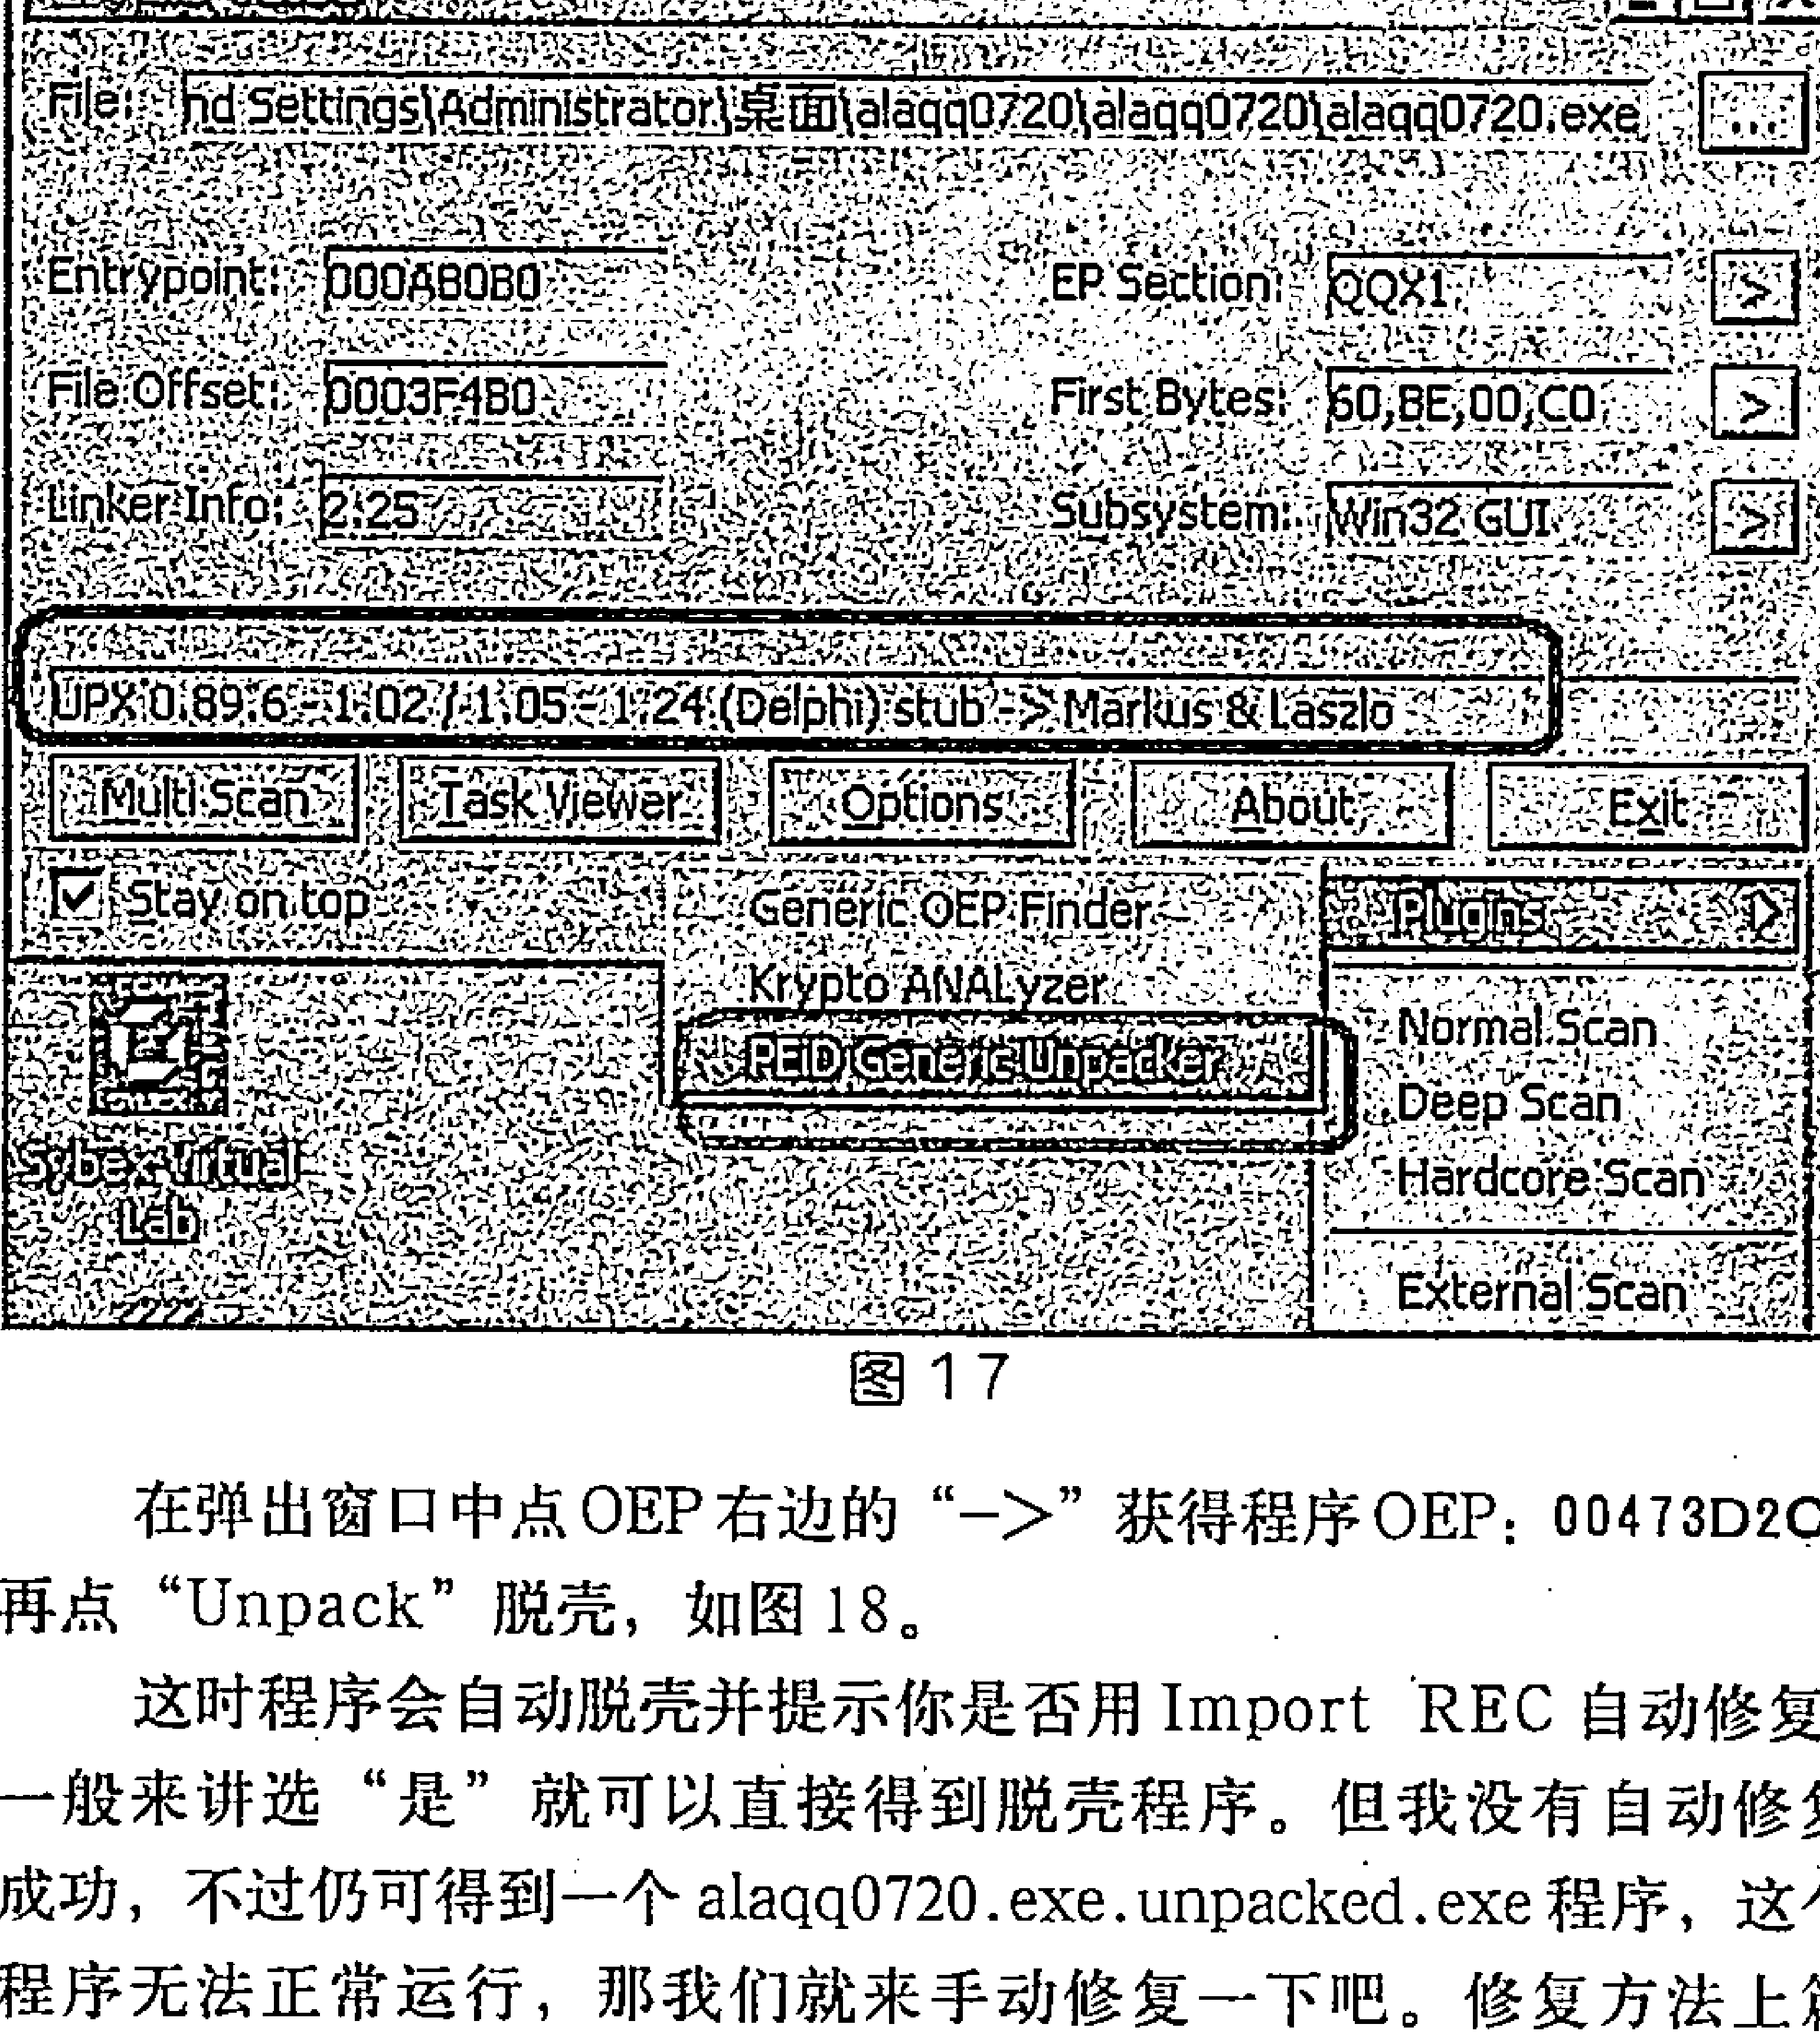 File: nd Settings\Administrator\桌面\alaqq0720\alaqq0720\alaqq0720.exe ...
Entrypoint: 000AB0B0 EP Section: QQX1 >
File Offset: 0003F4B0 First Bytes: 60,BE,00,C0 >
Linker Info: 2.25 Subsystem: Win32 GUI >
UPX 0.89.6 - 1.02 / 1.05 - 1.24 (Delphi) stub -> Markus & Laszlo
Multi Scan Task Viewer Options About Exit
Stay on top
Generic OEP Finder
Krypto ANALyzer
PEiD Generic Unpacker
Plugins
Normal Scan
Deep Scan
Hardcore Scan
External Scan
Sybex Virtual
Lab
图17
在弹出窗口中点OEP右边的“->”获得程序OEP：00473D2C
再点“Unpack”脱壳，如图18。
这时程序会自动脱壳并提示你是否用Import REC自动修复
一般来讲选“是”就可以直接得到脱壳程序。但我没有自动修复
成功，不过仍可得到一个alaqq0720.exe.unpacked.exe程序，这个
程序无法正常运行，那我们就来手动修复一下吧。修复方法上